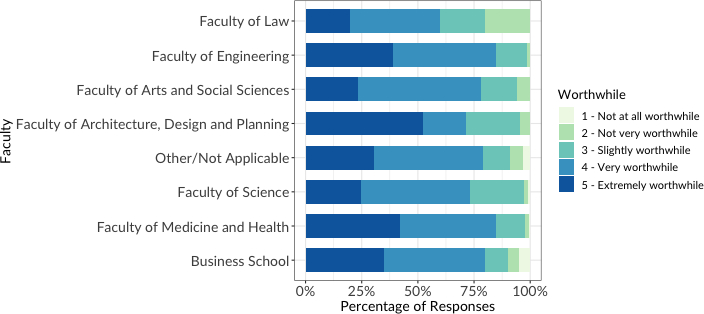 Faculty
Faculty of Law
Faculty of Engineering
Faculty of Arts and Social Sciences
Faculty of Architecture, Design and Planning
Other/Not Applicable
Faculty of Science
Faculty of Medicine and Health
Business School
0% 25% 50% 75% 100%
Percentage of Responses
Worthwhile
1 - Not at all worthwhile
2 - Not very worthwhile
3 - Slightly worthwhile
4 - Very worthwhile
5 - Extremely worthwhile